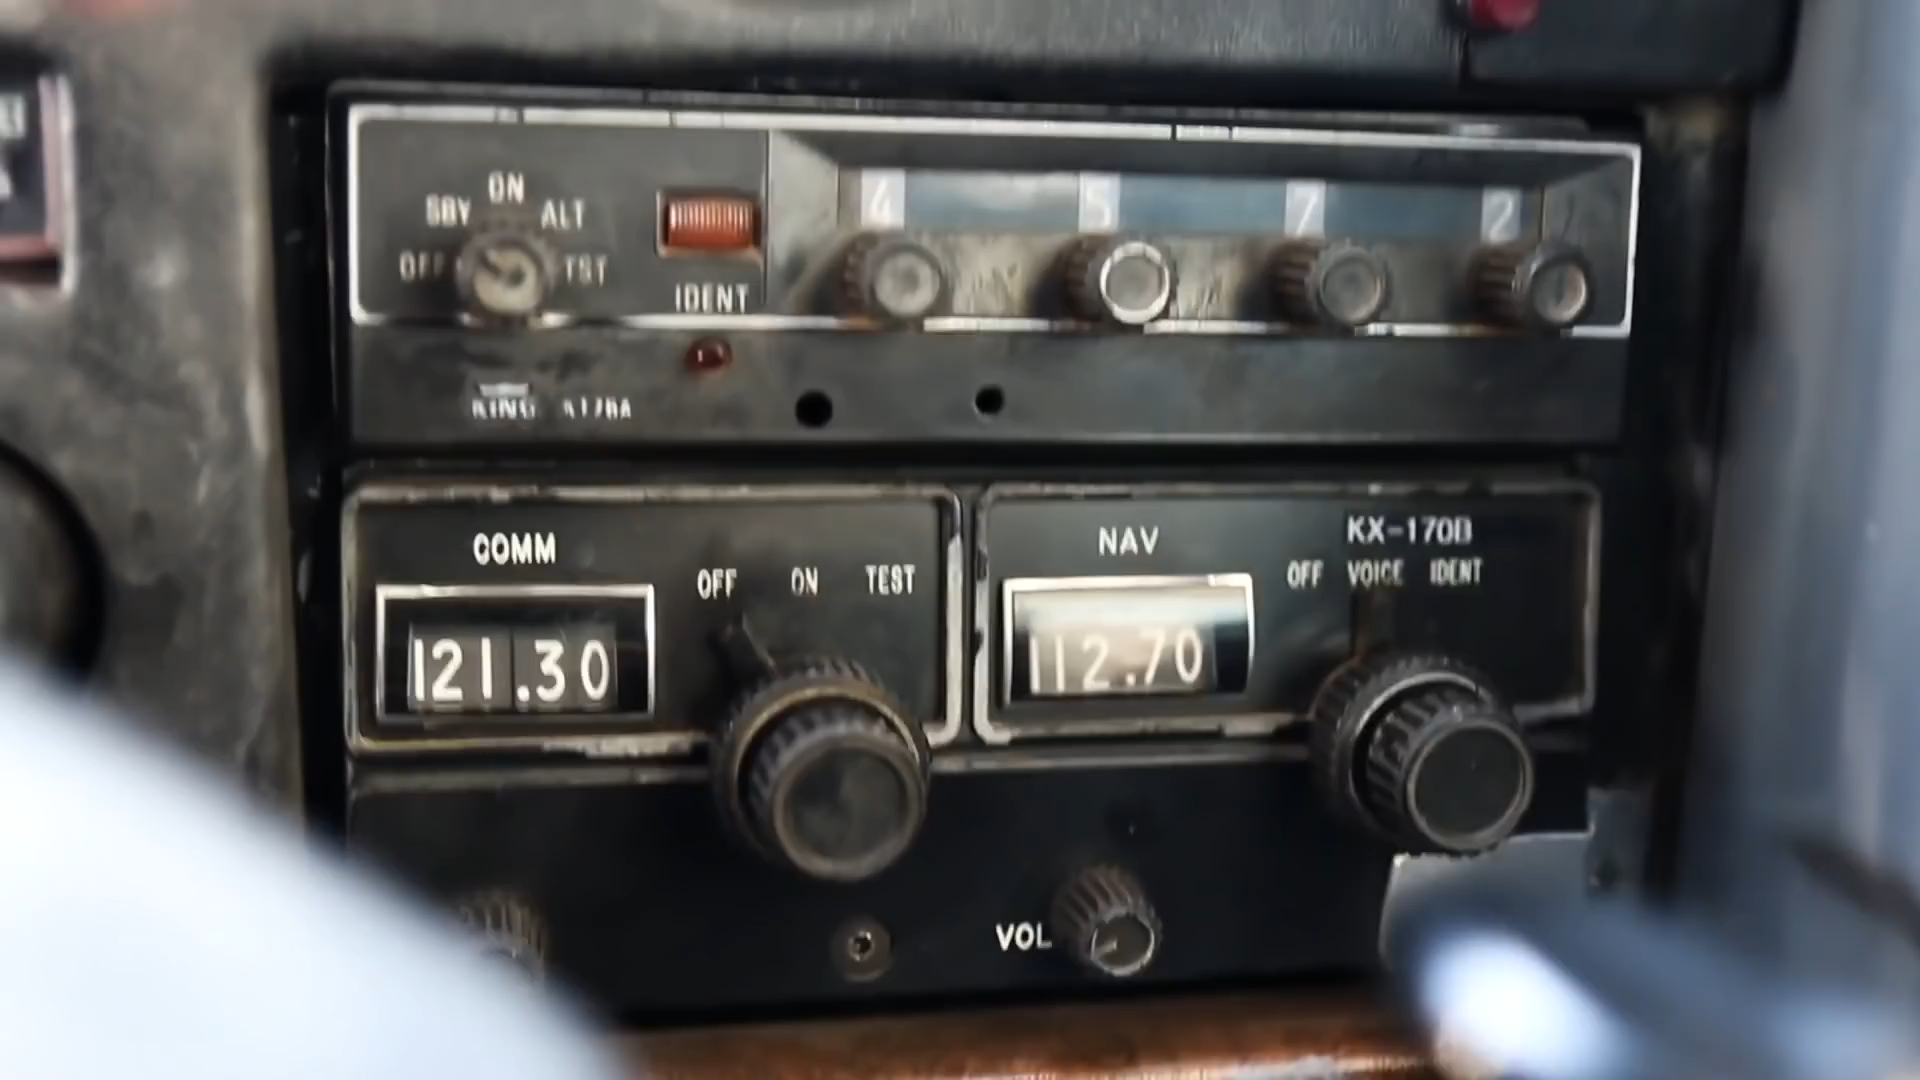 ON
SBY ALT
OFF TST
IDENT
4 5 7 2
KING
COMM
OFF ON TEST
121.30
NAV
KX-170B
OFF VOICE IDENT
112.70
VOL